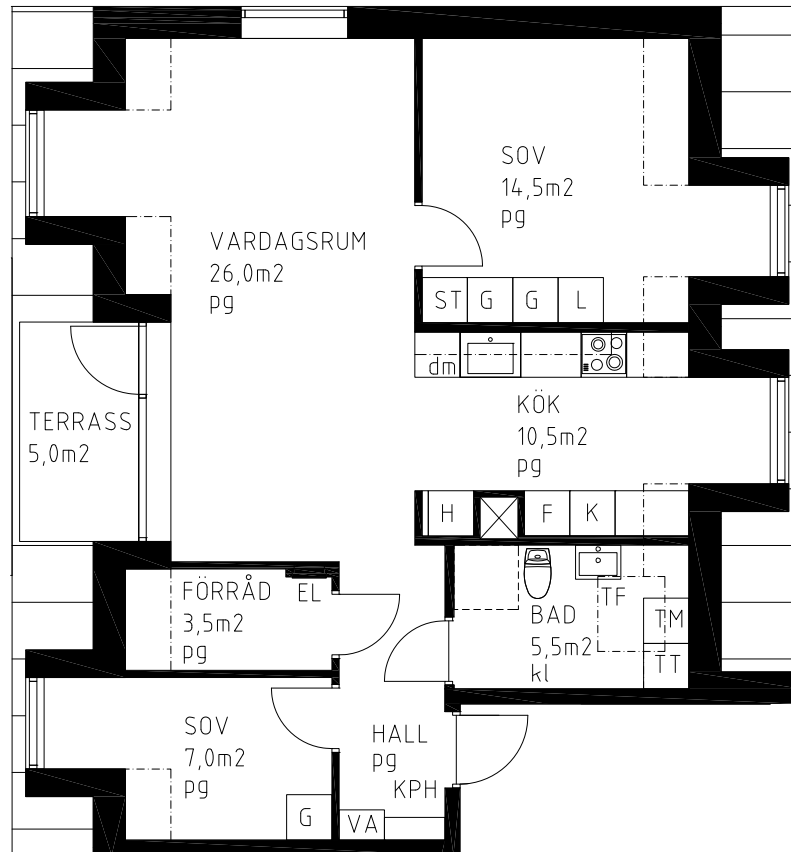 SOV
14,5m2
pg
VARDAGSRUM
26,0m2
pg
ST G G L
dm
KÖK
10,5m2
pg
TERRASS
5,0m2
H F K
FÖRRÅD
3,5m2
pg
EL
BAD
5,5m2
kl
TF
TM
TT
SOV
7,0m2
pg
G
HALL
pg
KPH
VA